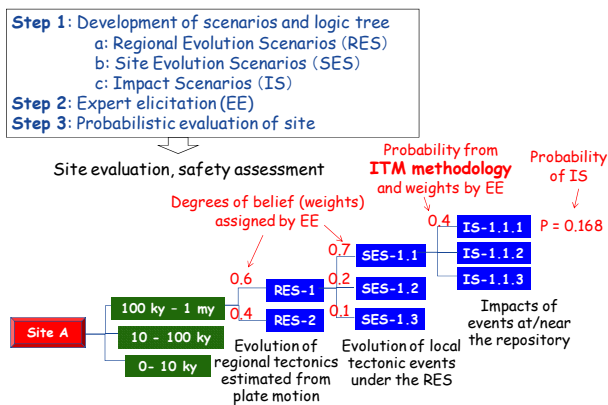 Step 1: Development of scenarios and logic tree
a: Regional Evolution Scenarios (RES)
b: Site Evolution Scenarios (SES)
c: Impact Scenarios (IS)
Step 2: Expert elicitation (EE)
Step 3: Probabilistic evaluation of site
Site evaluation, safety assessment
Probability from
ITM methodology
and weights by EE
Probability
of IS
Degrees of belief (weights)
assigned by EE
0.4
IS-1.1.1
P = 0.168
0.7
SES-1.1
IS-1.1.2
0.6
RES-1
0.2
SES-1.2
IS-1.1.3
100 ky - 1 my
0.4
RES-2
0.1
SES-1.3
Site A
10 - 100 ky
0- 10 ky
Evolution of
regional tectonics
estimated from
plate motion
Evolution of local
tectonic events
under the RES
Impacts of
events at/near
the repository